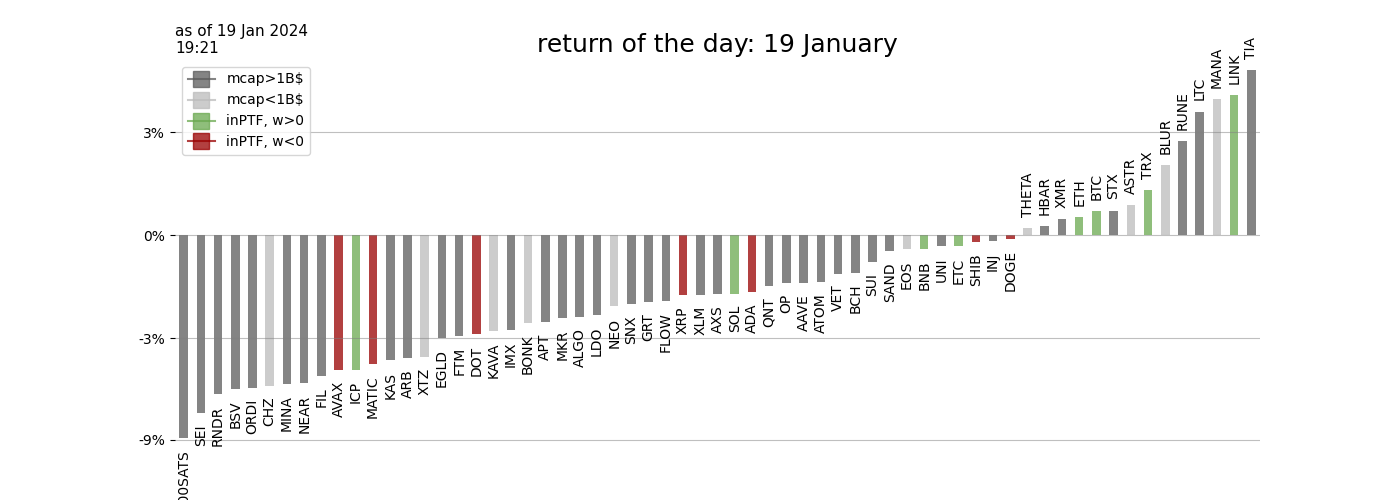 as of 19 Jan 2024
19:21
return of the day: 19 January
mcap>1B$
mcap<1B$
inPTF, w>0
inPTF, w<0
3%
0%
-3%
-9%
00SATS
SEI
RNDR
BSV
ORDI
CHZ
MINA
NEAR
FIL
AVAX
ICP
MATIC
KAS
ARB
XTZ
EGLD
FTM
DOT
KAVA
IMX
BONK
APT
MKR
ALGO
LDO
NEO
SNX
GRT
FLOW
XRP
XLM
AXS
SOL
ADA
QNT
OP
AAVE
ATOM
VET
BCH
SUI
SAND
EOS
BNB
UNI
ETC
SHIB
INJ
DOGE
THETA
HBAR
XMR
ETH
BTC
STX
ASTR
TRX
BLUR
RUNE
LTC
MANA
LINK
TIA